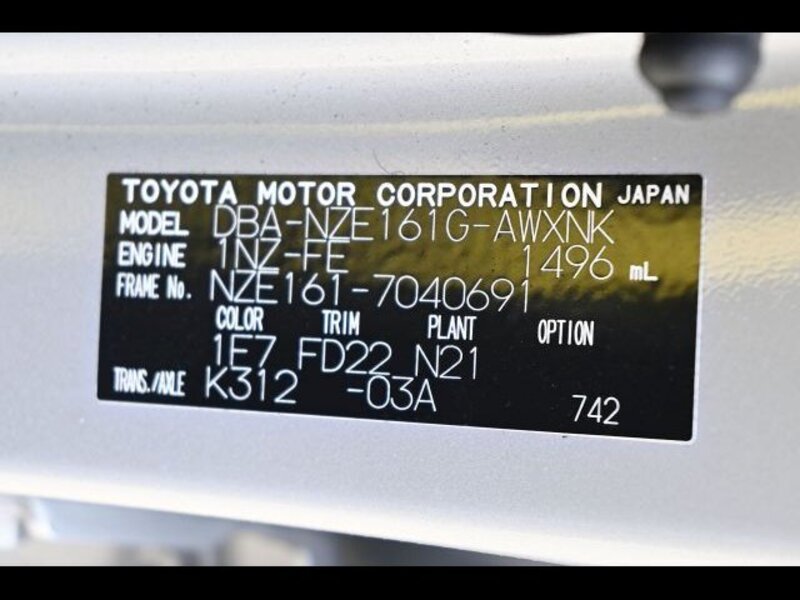 TOYOTA MOTOR CORPORATION JAPAN
MODEL DBA-NZE161G-AWXNK
ENGINE 1NZ-FE 1496 mL
FRAME No. NZE161-7040691
COLOR TRIM PLANT OPTION
1F7 FD22 N21
TRANS./AXLE K312 -03A
742